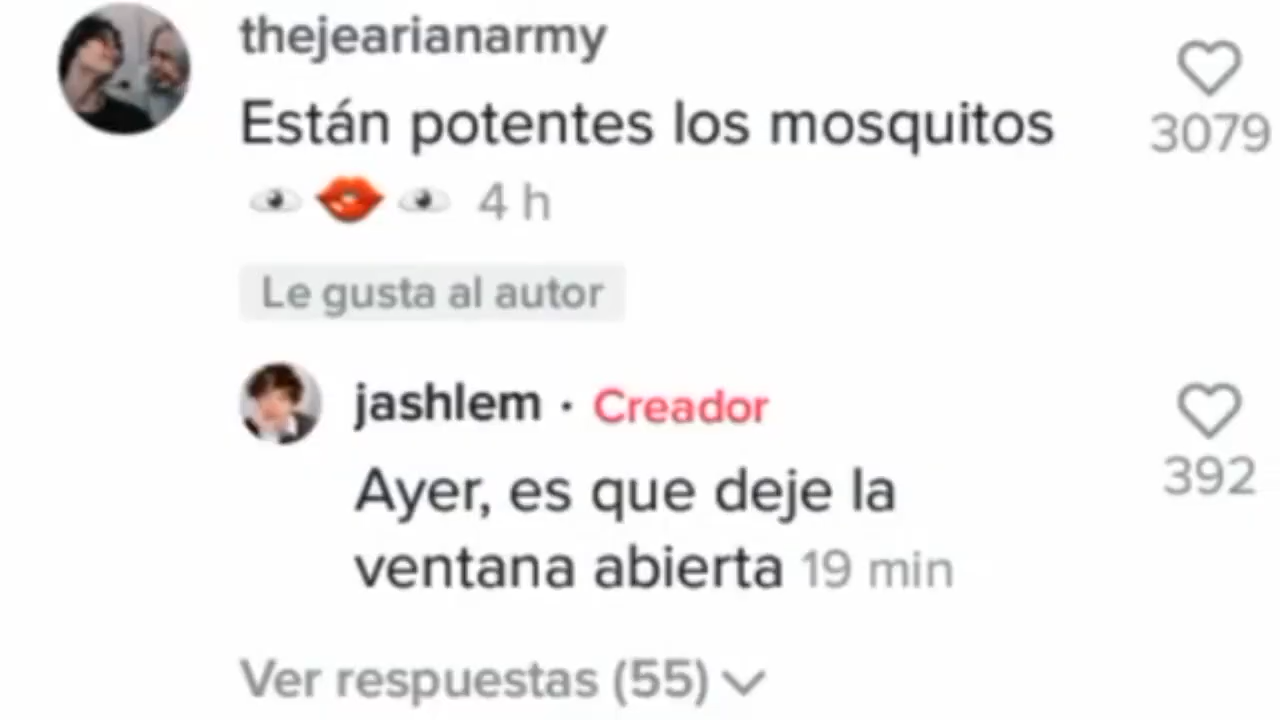 thejearianarmy
Están potentes los mosquitos
👁👄👁 4 h
3079
Le gusta al autor
jashlem · Creador
Ayer, es que deje la
ventana abierta 19 min
392
Ver respuestas (55)